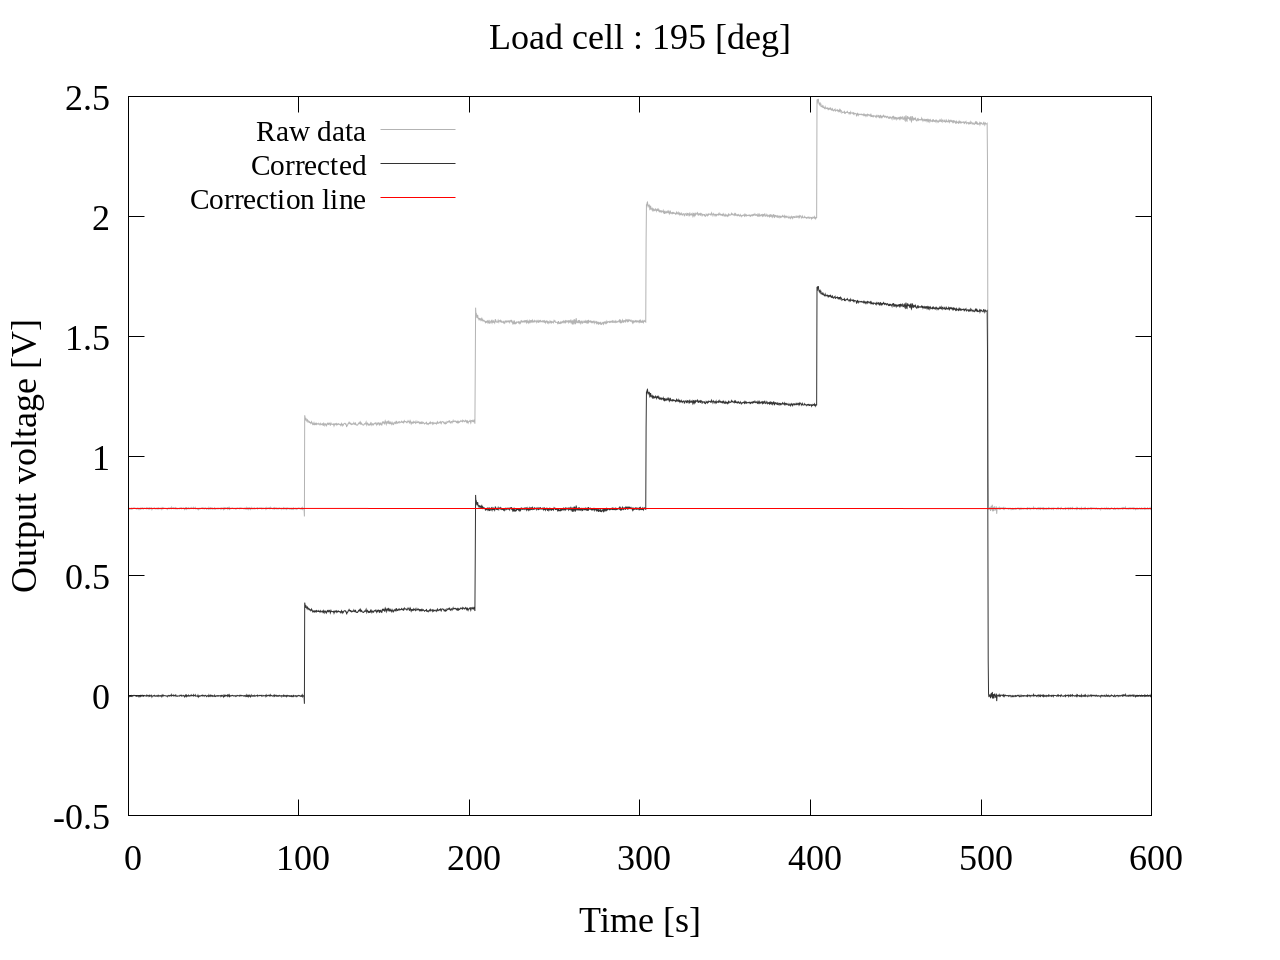 Load cell : 195 [deg]
2.5
Raw data
Corrected
Correction line
2
1.5
1
0.5
0
-0.5
Output voltage [V]
0 100 200 300 400 500 600
Time [s]